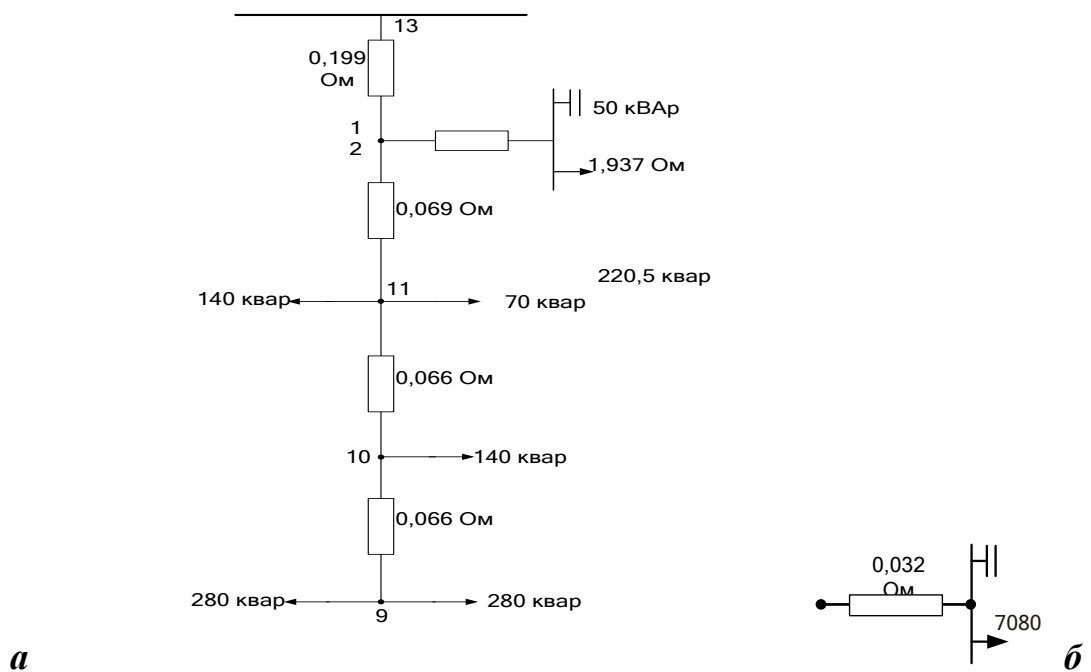 13
0,199
Ом
50 кВАр
1
2
1,937 Ом
0,069 Ом
220,5 квар
140 квар
11
70 квар
0,066 Ом
10
140 квар
0,066 Ом
280 квар
9
280 квар
0,032
Ом
7080
а
б